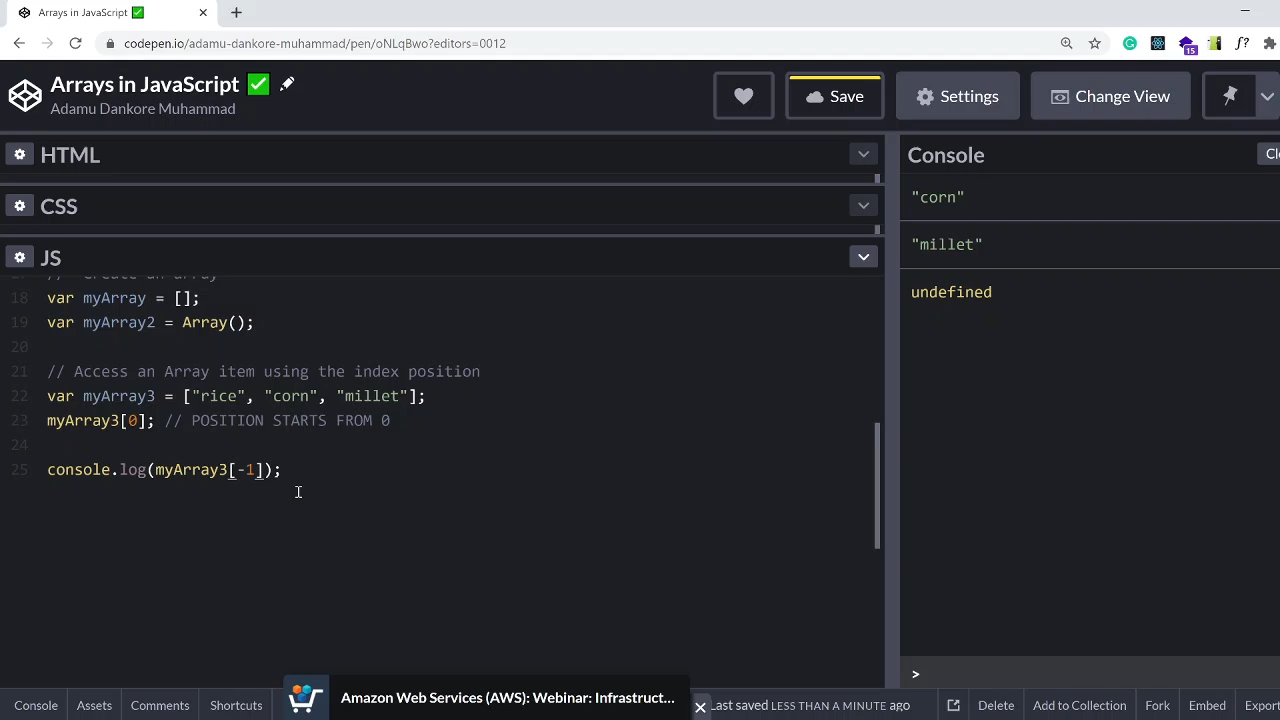 Arrays in JavaScript ✅
codepen.io/adamu-dankore-muhammad/pen/oNLqBwo?editors=0012
15
f?
Arrays in JavaScript ✅
Adamu Dankore Muhammad
Save
Settings
Change View
HTML
CSS
JS
18 var myArray = [];
19 var myArray2 = Array();
20
21 // Access an Array item using the index position
22 var myArray3 = ["rice", "corn", "millet"];
23 myArray3[0]; // POSITION STARTS FROM 0
24
25 console.log(myArray3[-1]);
Console
"corn"
"millet"
undefined
>
Console Assets Comments Shortcuts
Amazon Web Services (AWS): Webinar: Infrastruct...
Last saved LESS THAN A MINUTE ago
Delete Add to Collection Fork Embed